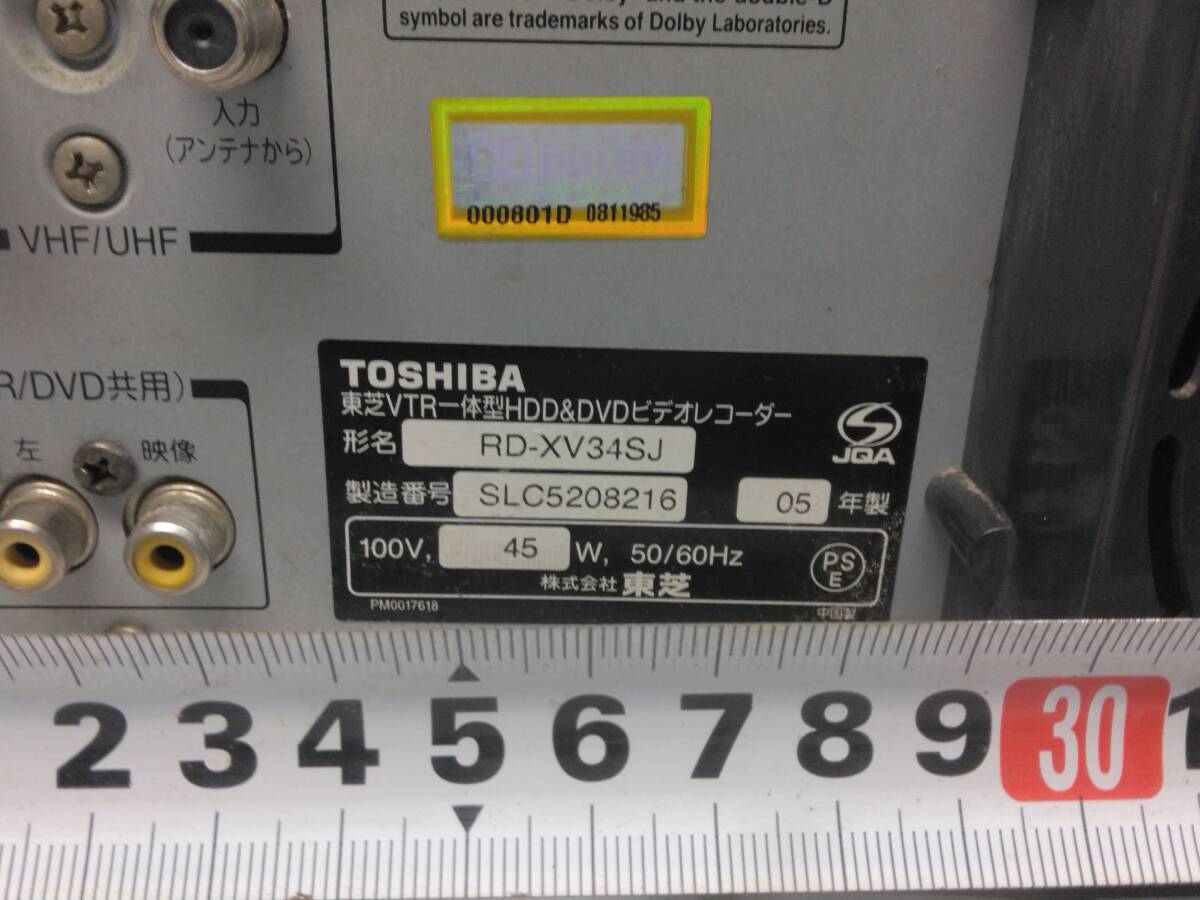 symbol are trademarks of Dolby Laboratories.
入力
(アンテナから)
DOLBY
000801D 0811985
VHF/UHF
R/DVD共用)
左
映像
TOSHIBA
東芝VTR一体型HDD&DVDビデオレコーダー
形名 RD-XV34SJ
JQA
製造番号 SLC5208216 05 年製
100V, 45 W, 50/60Hz
PS
E
株式会社 東芝
PM0017618
中国製
2 3 4 5 6 7 8 9 30 1